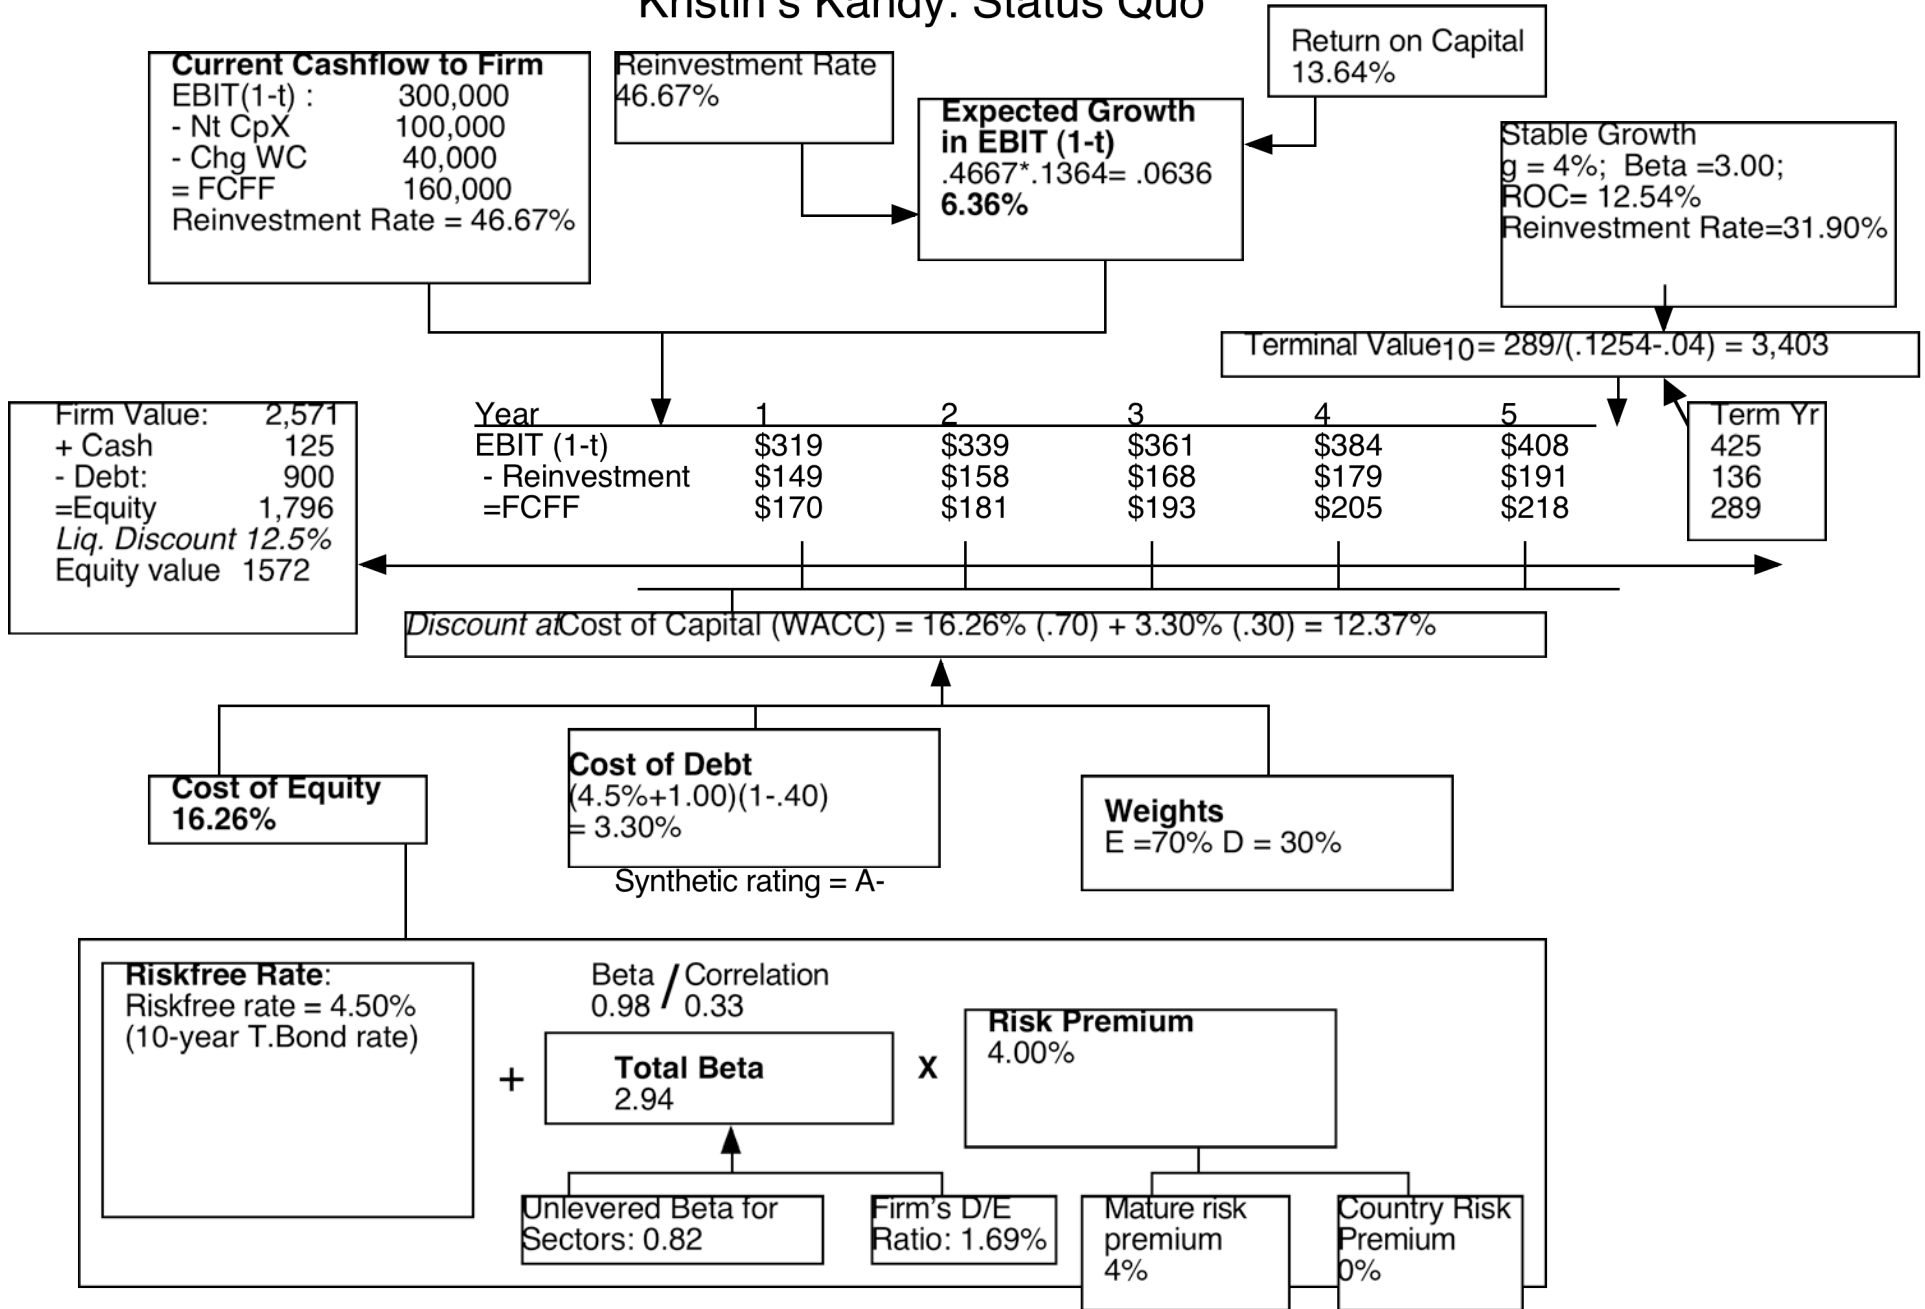 Kristin's Kandy: Status Quo
Current Cashflow to Firm
EBIT(1-t) : 300,000
- Nt CpX 100,000
- Chg WC 40,000
= FCFF 160,000
Reinvestment Rate = 46.67%
Reinvestment Rate
46.67%
Expected Growth
in EBIT (1-t)
.4667*.1364= .0636
6.36%
Return on Capital
13.64%
Stable Growth
g = 4%; Beta =3.00;
ROC= 12.54%
Reinvestment Rate=31.90%
Terminal Value10= 289/(.1254-.04) = 3,403
Firm Value: 2,571
+ Cash 125
- Debt: 900
=Equity 1,796
Liq. Discount 12.5%
Equity value 1572
Year 1 2 3 4 5
EBIT (1-t) $319 $339 $361 $384 $408
- Reinvestment $149 $158 $168 $179 $191
=FCFF $170 $181 $193 $205 $218
Term Yr
425
136
289
Discount atCost of Capital (WACC) = 16.26% (.70) + 3.30% (.30) = 12.37%
Cost of Equity
16.26%
Cost of Debt
(4.5%+1.00)(1-.40)
= 3.30%
Synthetic rating = A-
Weights
E =70% D = 30%
Riskfree Rate:
Riskfree rate = 4.50%
(10-year T.Bond rate)
+
Beta / Correlation
0.98 / 0.33
Total Beta
2.94
X
Risk Premium
4.00%
Unlevered Beta for
Sectors: 0.82
Firm's D/E
Ratio: 1.69%
Mature risk
premium
4%
Country Risk
Premium
0%